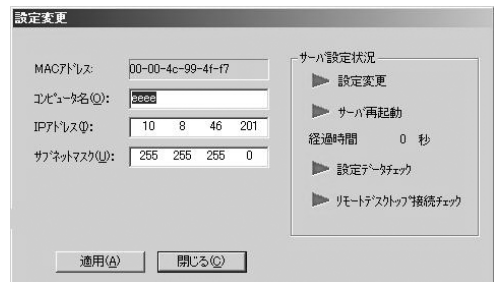 設定変更
MACアドレス: 00-00-4c-99-4f-f7
コンピュータ名(O): eeee
IPアドレス(I): 10 8 46 201
サブネットマスク(U): 255 255 255 0
サーバ設定状況
設定変更
サーバ再起動
経過時間 0 秒
設定データチェック
リモートデスクトップ接続チェック
適用(A) 閉じる(C)